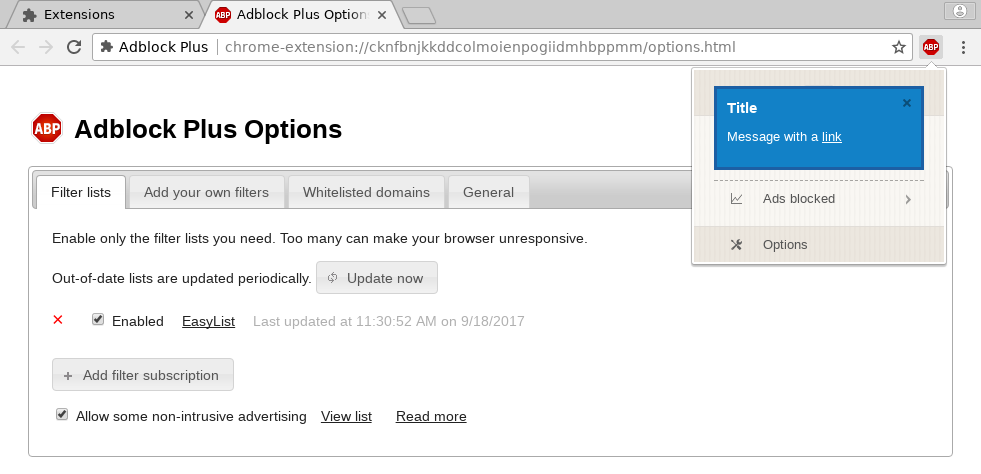 Extensions
Adblock Plus Option
Adblock Plus chrome-extension://cknfbnjkkddcolmoienpogiidmhbppmm/options.html ABP
ABP Adblock Plus Options
Title
Message with a link
Ads blocked
Options
Filter lists Add your own filters Whitelisted domains General
Enable only the filter lists you need. Too many can make your browser unresponsive.
Out-of-date lists are updated periodically. Update now
Enabled EasyList Last updated at 11:30:52 AM on 9/18/2017
Add filter subscription
Allow some non-intrusive advertising View list Read more